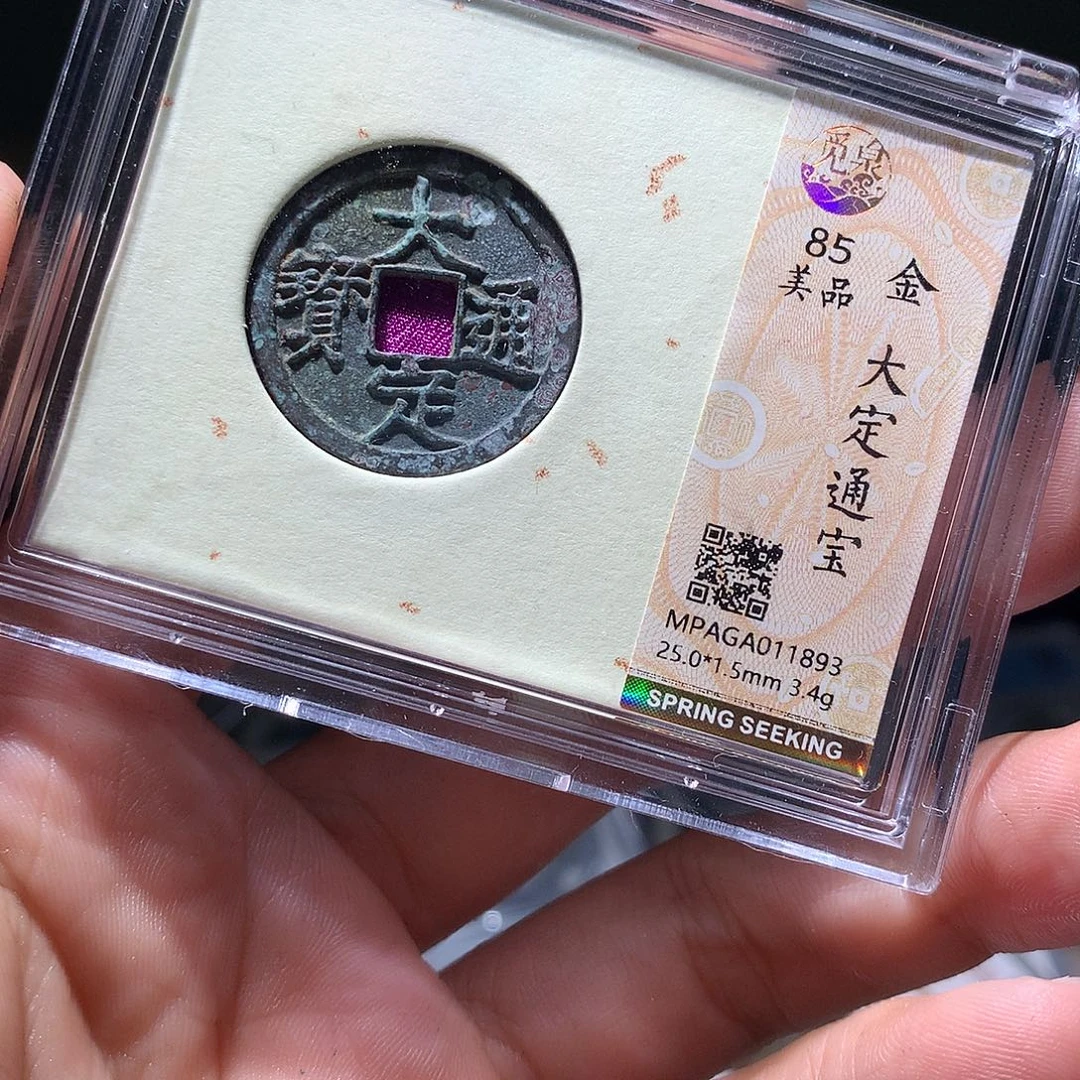 大
定
通
寶
觅泉
85
美品
金 大定通宝
MPAGA011893
25.0*1.5mm 3.4g
SPRING SEEKING